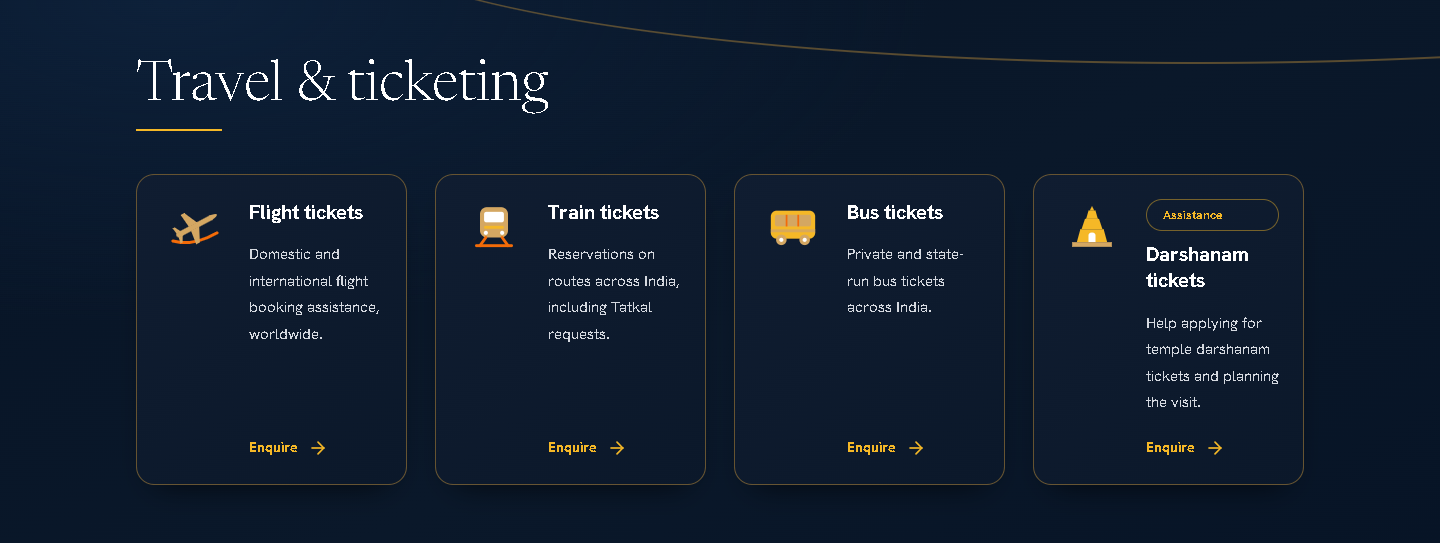 Travel & ticketing
Flight tickets
Domestic and
international flight
booking assistance,
worldwide.
Enquire
Train tickets
Reservations on
routes across India,
including Tatkal
requests.
Enquire
Bus tickets
Private and state-
run bus tickets
across India.
Enquire
Assistance
Darshanam
tickets
Help applying for
temple darshanam
tickets and planning
the visit.
Enquire